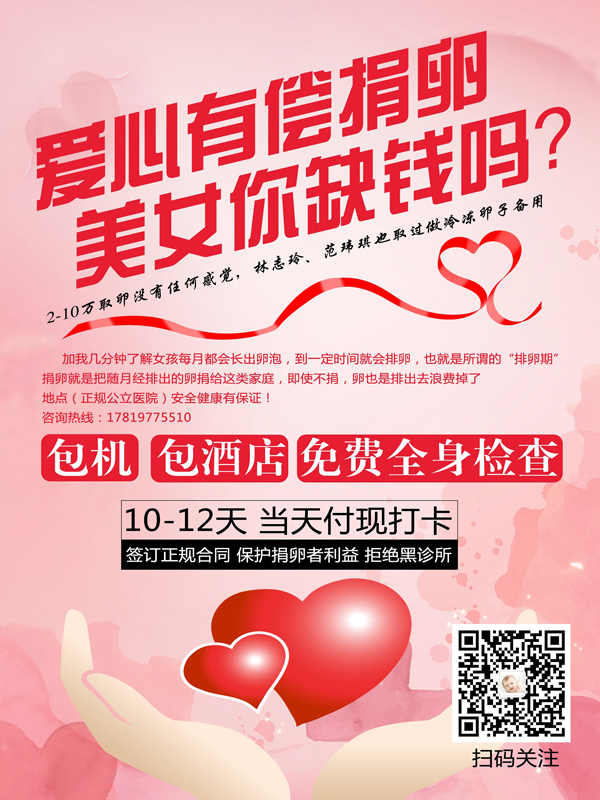 爱心有偿捐卵
美女你缺钱吗?
2-10万取卵没有任何感觉，林志玲、范玮琪也取过做冷冻卵子备用
加我几分钟了解女孩每月都会长出卵泡，到一定时间就会排卵，也就是所谓的“排卵期”
捐卵就是把随月经排出的卵捐给这类家庭，即使不捐，卵也是排出去浪费掉了
地点（正规公立医院）安全健康有保证！
咨询热线：17819775510
包机 包酒店 免费全身检查
10-12天 当天付现打卡
签订正规合同 保护捐卵者利益 拒绝黑诊所
扫码关注